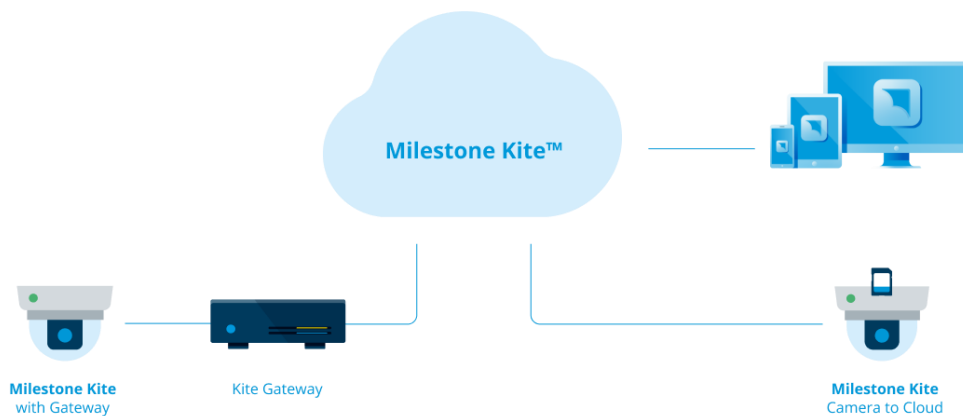 Milestone Kite™
Milestone Kite
with Gateway
Kite Gateway
Milestone Kite
Camera to Cloud